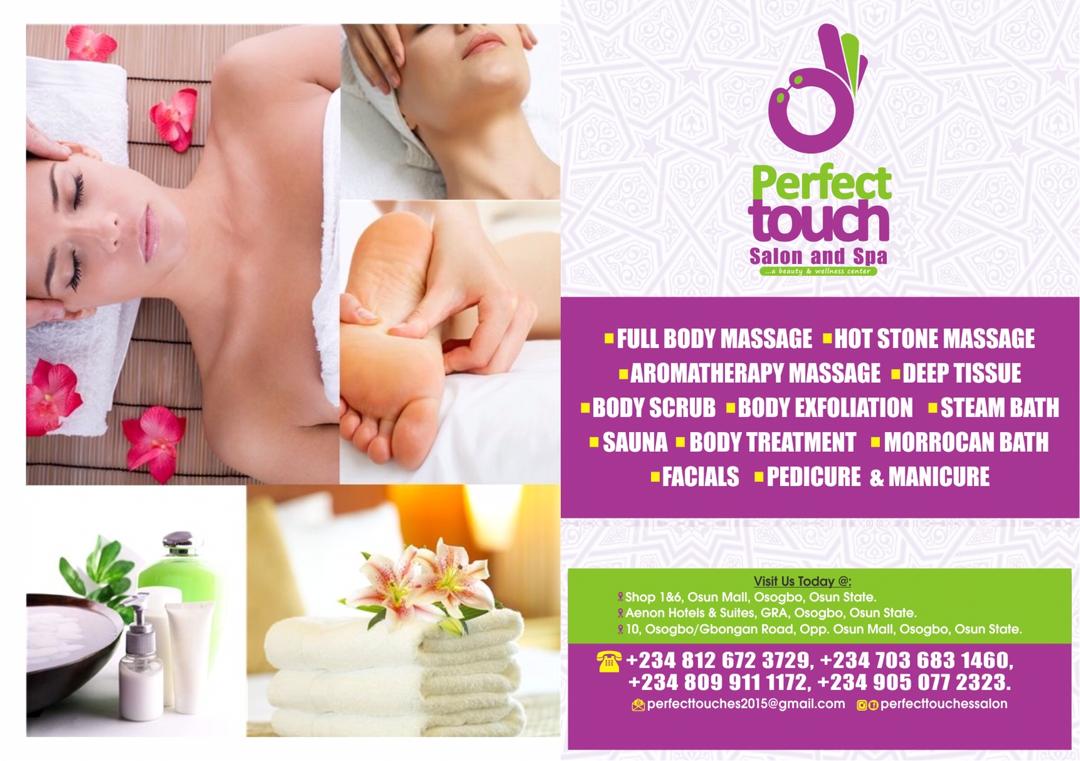 Perfect
touch
Salon and Spa
...a beauty & wellness center
FULL BODY MASSAGE HOT STONE MASSAGE
AROMATHERAPY MASSAGE DEEP TISSUE
BODY SCRUB BODY EXFOLIATION STEAM BATH
SAUNA BODY TREATMENT MORROCAN BATH
FACIALS PEDICURE & MANICURE
Visit Us Today @:
Shop 1&6, Osun Mall, Osogbo, Osun State.
Aenon Hotels & Suites, GRA, Osogbo, Osun State.
10, Osogbo/Gbongan Road, Opp. Osun Mall, Osogbo, Osun State.
+234 812 672 3729, +234 703 683 1460,
+234 809 911 1172, +234 905 077 2323.
perfecttouches2015@gmail.com perfecttouchessalon